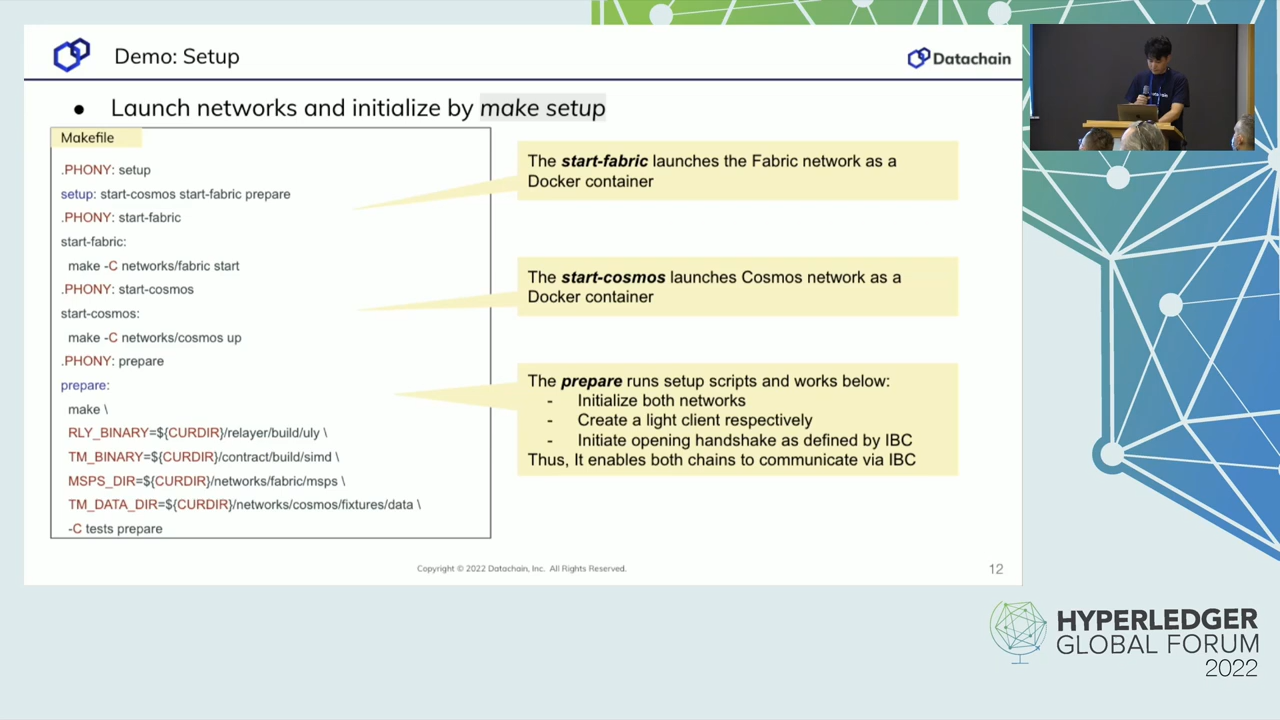 Demo: Setup
Datachain
● Launch networks and initialize by make setup
Makefile
.PHONY: setup
setup: start-cosmos start-fabric prepare
.PHONY: start-fabric
start-fabric:
make -C networks/fabric start
.PHONY: start-cosmos
start-cosmos:
make -C networks/cosmos up
.PHONY: prepare
prepare:
make \
RLY_BINARY=${CURDIR}/relayer/build/uly \
TM_BINARY=${CURDIR}/contract/build/simd \
MSPS_DIR=${CURDIR}/networks/fabric/msps \
TM_DATA_DIR=${CURDIR}/networks/cosmos/fixtures/data \
-C tests prepare
The start-fabric launches the Fabric network as a
Docker container
The start-cosmos launches Cosmos network as a
Docker container
The prepare runs setup scripts and works below:
- Initialize both networks
- Create a light client respectively
- Initiate opening handshake as defined by IBC
Thus, It enables both chains to communicate via IBC
Copyright © 2022 Datachain, Inc. All Rights Reserved.
12
HYPERLEDGER
GLOBAL FORUM
2022